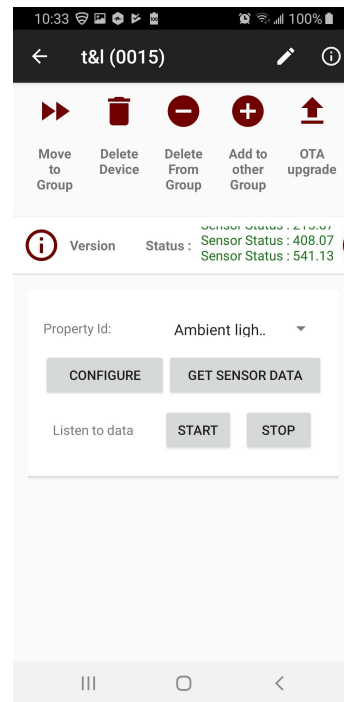 10:33 100%
t&l (0015)
Move to Group
Delete Device
Delete From Group
Add to other Group
OTA upgrade
Version Status :
Sensor Status : 408.07
Sensor Status : 541.13
Property Id: Ambient ligh..
CONFIGURE GET SENSOR DATA
Listen to data START STOP